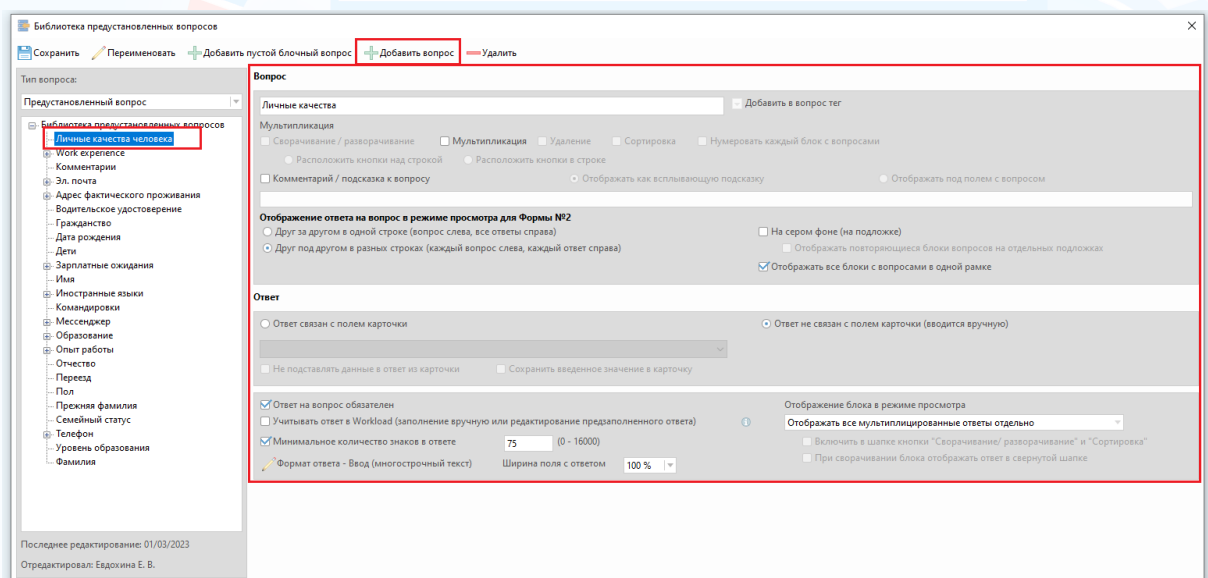 Библиотека предустановленных вопросов
Сохранить Переименовать Добавить пустой блочный вопрос Добавить вопрос Удалить
Тип вопроса:
Предустановленный вопрос
Библиотека предустановленных вопросов
Личные качества человека
Work experience
Комментарии
Эл. почта
Адрес фактического проживания
Водительское удостоверение
Гражданство
Дата рождения
Дети
Зарплатные ожидания
Имя
Иностранные языки
Командировки
Мессенджер
Образование
Опыт работы
Отчество
Переезд
Пол
Прежняя фамилия
Семейный статус
Телефон
Уровень образования
Фамилия
Последнее редактирование: 01/03/2023
Отредактировал: Евдохина Е. В.
Вопрос
Личные качества Добавить в вопрос тег
Мультипликация
Сворачивание / разворачивание Мультипликация Удаление Сортировка Нумеровать каждый блок с вопросами
Расположить кнопки над строкой Расположить кнопки в строке
Комментарий / подсказка к вопросу Отображать как всплывающую подсказку Отображать под полем с вопросом
Отображение ответа на вопрос в режиме просмотра для Формы №2
Друг за другом в одной строке (вопрос слева, все ответы справа) На сером фоне (на подложке)
Друг под другом в разных строках (каждый вопрос слева, каждый ответ справа) Отображать повторяющиеся блоки вопросов на отдельных подложках
Отображать все блоки с вопросами в одной рамке
Ответ
Ответ связан с полем карточки Ответ не связан с полем карточки (вводится вручную)
Не подставлять данные в ответ из карточки Сохранить введенное значение в карточку
Ответ на вопрос обязателен Отображение блока в режиме просмотра
Учитывать ответ в Workload (заполнение вручную или редактирование предзаполненного ответа) Отображать все мультиплицированные ответы отдельно
Минимальное количество знаков в ответе 75 (0 - 16000) Включить в шапке кнопки "Сворачивание/ разворачивание" и "Сортировка"
Формат ответа - Ввод (многострочный текст) Ширина поля с ответом 100 % При сворачивании блока отображать ответ в свернутой шапке